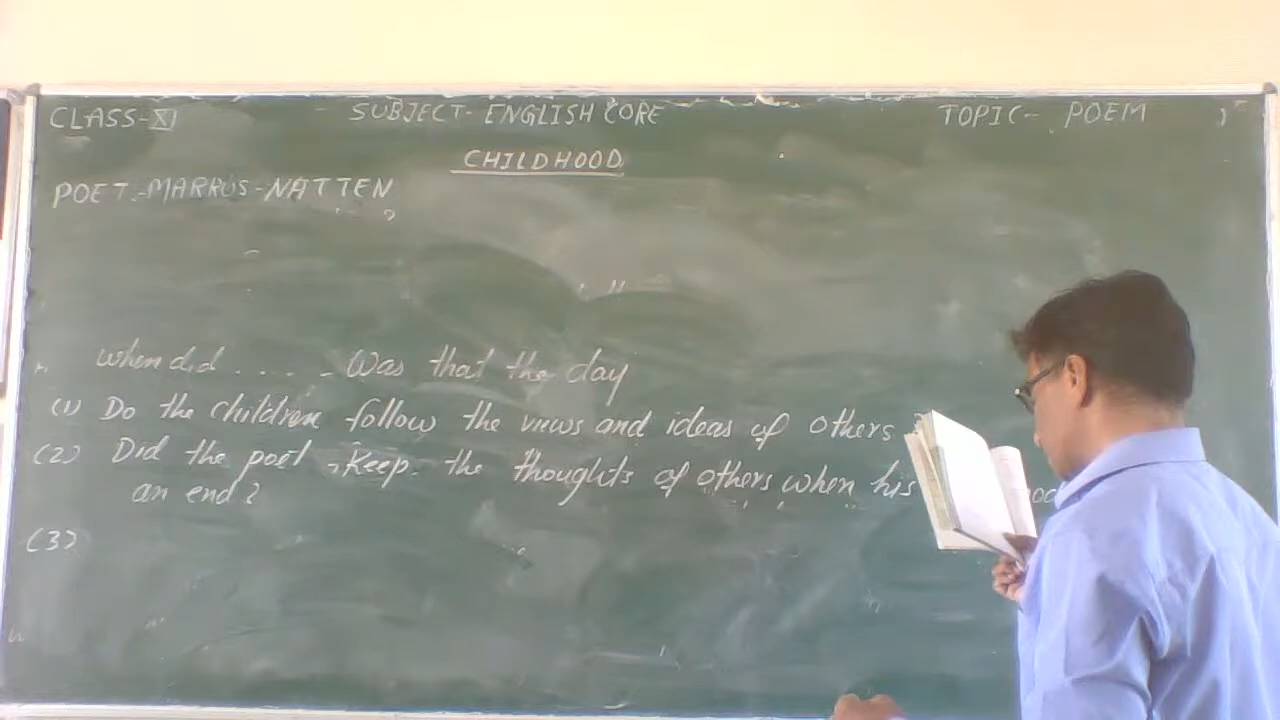 CLASS-XI SUBJECT-ENGLISH CORE TOPIC- POEM
CHILDHOOD
POET-MARRUS-NATTEN
when did ..... Was that the day
(1) Do the children follow the views and ideas of others ?
(2) Did the poet keep the thoughts of others when his
an end?
(3)